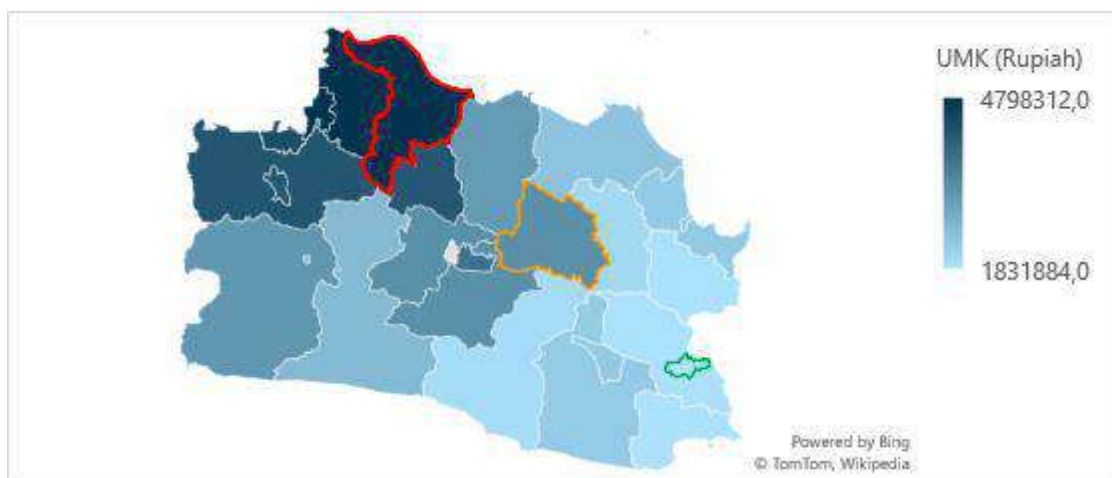 UMK (Rupiah)
4798312,0
1831884,0
Powered by Bing
© TomTom, Wikipedia